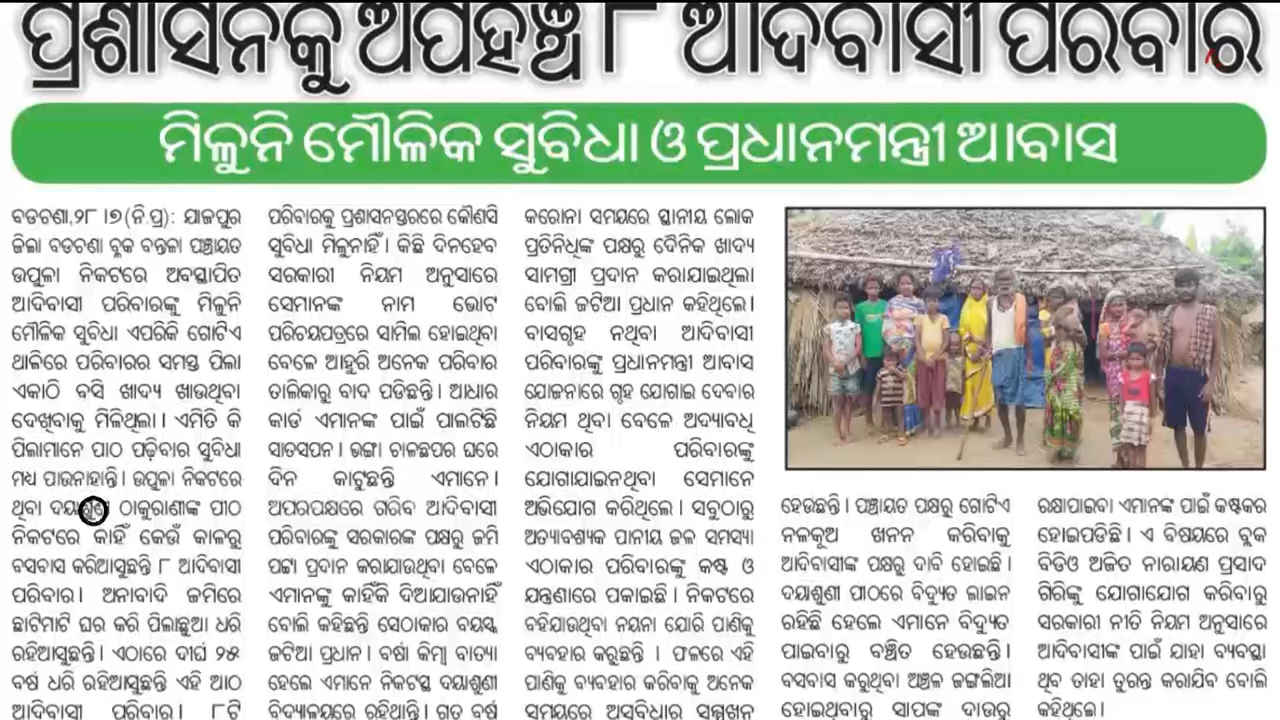 ପ୍ରଶାସନକୁ ଅପହଞ୍ଚ ୮ ଆଦିବାସୀ ପରିବାର
ମିଳୁନି ମୌଳିକ ସୁବିଧା ଓ ପ୍ରଧାନମନ୍ତ୍ରୀ ଆବାସ
ବଡଚଣା,୨୮।୭(ନି.ପ୍ର): ଯାଜପୁର
ଜିଲା ବଡଚଣା ବ୍ଲକ ବନ୍ତଳା ପଞ୍ଚାୟତ
ଉପୁଳା ନିକଟରେ ଅବସ୍ଥାପିତ
ଆଦିବାସୀ ପରିବାରଙ୍କୁ ମିଳୁନି
ମୌଳିକ ସୁବିଧା ଏପରିକି ଗୋଟିଏ
ଥାଳିରେ ପରିବାରର ସମସ୍ତ ପିଲା
ଏକାଠି ବସି ଖାଦ୍ୟ ଖାଉଥିବା
ଦେଖିବାକୁ ମିଳିଥିଲା। ଏମିତି କି
ପିଲାମାନେ ପାଠ ପଢ଼ିବାର ସୁବିଧା
ମଧ୍ୟ ପାଉନାହାନ୍ତି। ଉପୁଳା ନିକଟରେ
ଥିବା ଠାକୁରାଣୀଙ୍କ ପୀଠ
ନିକଟରେ କାହିଁ କେଉଁ କାଳରୁ
ବସବାସ କରିଆସୁଛନ୍ତି ୮ ଆଦିବାସୀ
ପରିବାର। ଅନାବାଦି ଜମିରେ
ଛାଟିମାଟି ଘର କରି ପିଲାଛୁଆ ଧରି
ରହିଆସୁଛନ୍ତି। ଏଠାରେ ଦୀର୍ଘ ୨୫
ବର୍ଷ ଧରି ରହିଆସୁଛନ୍ତି ଏହି ଆଠ
ଆଦିବାସୀ ପରିବାର। ୮ଟି
ପରିବାରକୁ ପ୍ରଶାସନସ୍ତରରେ କୌଣସି
ସୁବିଧା ମିଳୁନାହିଁ। କିଛି ଦିନହେବ
ସରକାରୀ ନିୟମ ଅନୁସାରେ
ସେମାନଙ୍କ ନାମ ଭୋଟ
ପରିଚୟପତ୍ରରେ ସାମିଲ ହୋଇଥିବା
ବେଳେ ଆହୁରି ଅନେକ ପରିବାର
ତାଲିକାରୁ ବାଦ ପଡିଛନ୍ତି। ଆଧାର
କାର୍ଡ ଏମାନଙ୍କ ପାଇଁ ପାଲଟିଛି
ସାତସପନ। ଭଙ୍ଗା ଚାଳଛପର ଘରେ
ଦିନ କାଟୁଛନ୍ତି ଏମାନେ।
ଅପରପକ୍ଷରେ ଗରିବ ଆଦିବାସୀ
ପରିବାରଙ୍କୁ ସରକାରଙ୍କ ପକ୍ଷରୁ ଜମି
ପଟ୍ଟା ପ୍ରଦାନ କରାଯାଉଥିବା ବେଳେ
ଏମାନଙ୍କୁ କାହିଁକି ଦିଆଯାଉନାହିଁ
ବୋଲି କହିଛନ୍ତି ସେଠାକାର ବୟସ୍କ
ଜଟିଆ ପ୍ରଧାନ। ବର୍ଷା କିମ୍ବା ବାତ୍ୟା
ହେଲେ ଏମାନେ ନିକଟସ୍ଥ ଦୟାଶୁଣୀ
ବିଦ୍ୟାଳୟରେ ରହିଥାନ୍ତି। ଗତ ବର୍ଷ
କରୋନା ସମୟରେ ସ୍ଥାନୀୟ ଲୋକ
ପ୍ରତିନିଧିଙ୍କ ପକ୍ଷରୁ ଦୈନିକ ଖାଦ୍ୟ
ସାମଗ୍ରୀ ପ୍ରଦାନ କରାଯାଇଥିଲା
ବୋଲି ଜଟିଆ ପ୍ରଧାନ କହିଥିଲେ।
ବାସଗୃହ ନଥିବା ଆଦିବାସୀ
ପରିବାରଙ୍କୁ ପ୍ରଧାନମନ୍ତ୍ରୀ ଆବାସ
ଯୋଜନାରେ ଗୃହ ଯୋଗାଇ ଦେବାର
ନିୟମ ଥିବା ବେଳେ ଅଦ୍ୟାବଧି
ଏଠାକାର ପରିବାରଙ୍କୁ
ଯୋଗାଯାଇନଥିବା ସେମାନେ
ଅଭିଯୋଗ କରିଥିଲେ। ସବୁଠାରୁ
ଅତ୍ୟାବଶ୍ୟକ ପାନୀୟ ଜଳ ସମସ୍ୟା
ଏଠାକାର ପରିବାରଙ୍କୁ କଷ୍ଟ ଓ
ଯନ୍ତ୍ରଣାରେ ପକାଇଛି। ନିକଟରେ
ବହିଯାଉଥିବା ନୟନା ଯୋରି ପାଣିକୁ
ବ୍ୟବହାର କରୁଛନ୍ତି । ଫଳରେ ଏହି
ପାଣିକୁ ବ୍ୟବହାର କରିବାକୁ ଅନେକ
ସମୟରେ ଅସୁବିଧାର ସମ୍ମୁଖୀନ
ହେଉଛନ୍ତି। ପଞ୍ଚାୟତ ପକ୍ଷରୁ ଗୋଟିଏ
ନଳକୂଅ ଖନନ କରିବାକୁ
ଆଦିବାସୀଙ୍କ ପକ୍ଷରୁ ଦାବି ହୋଇଛି।
ଦୟାଶୁଣୀ ପୀଠରେ ବିଦ୍ୟୁତ ଲାଇନ
ରହିଛି ହେଲେ ଏମାନେ ବିଦ୍ୟୁତ
ପାଇବାରୁ ବଞ୍ଚିତ ହେଉଛନ୍ତି।
ବସବାସ କରୁଥିବା ଅଞ୍ଚଳ ଜଙ୍ଗଲିଆ
ହୋଇଥିବାରୁ ସାପଙ୍କ ଦାଉରୁ
ରକ୍ଷାପାଇବା ଏମାନଙ୍କ ପାଇଁ କଷ୍ଟକର
ହୋଇପଡିଛି। ଏ ବିଷୟରେ ବ୍ଲକ
ବିଡିଓ ଅଜିତ ନାରାୟଣ ପ୍ରସାଦ
ଗିରିଙ୍କୁ ଯୋଗାଯୋଗ କରିବାରୁ
ସରକାରୀ ନୀତି ନିୟମ ଅନୁସାରେ
ଆଦିବାସୀଙ୍କ ପାଇଁ ଯାହା ବ୍ୟବସ୍ଥା
ଥିବ ତାହା ତୁରନ୍ତ କରାଯିବ ବୋଲି
କହିଥିଲେ।